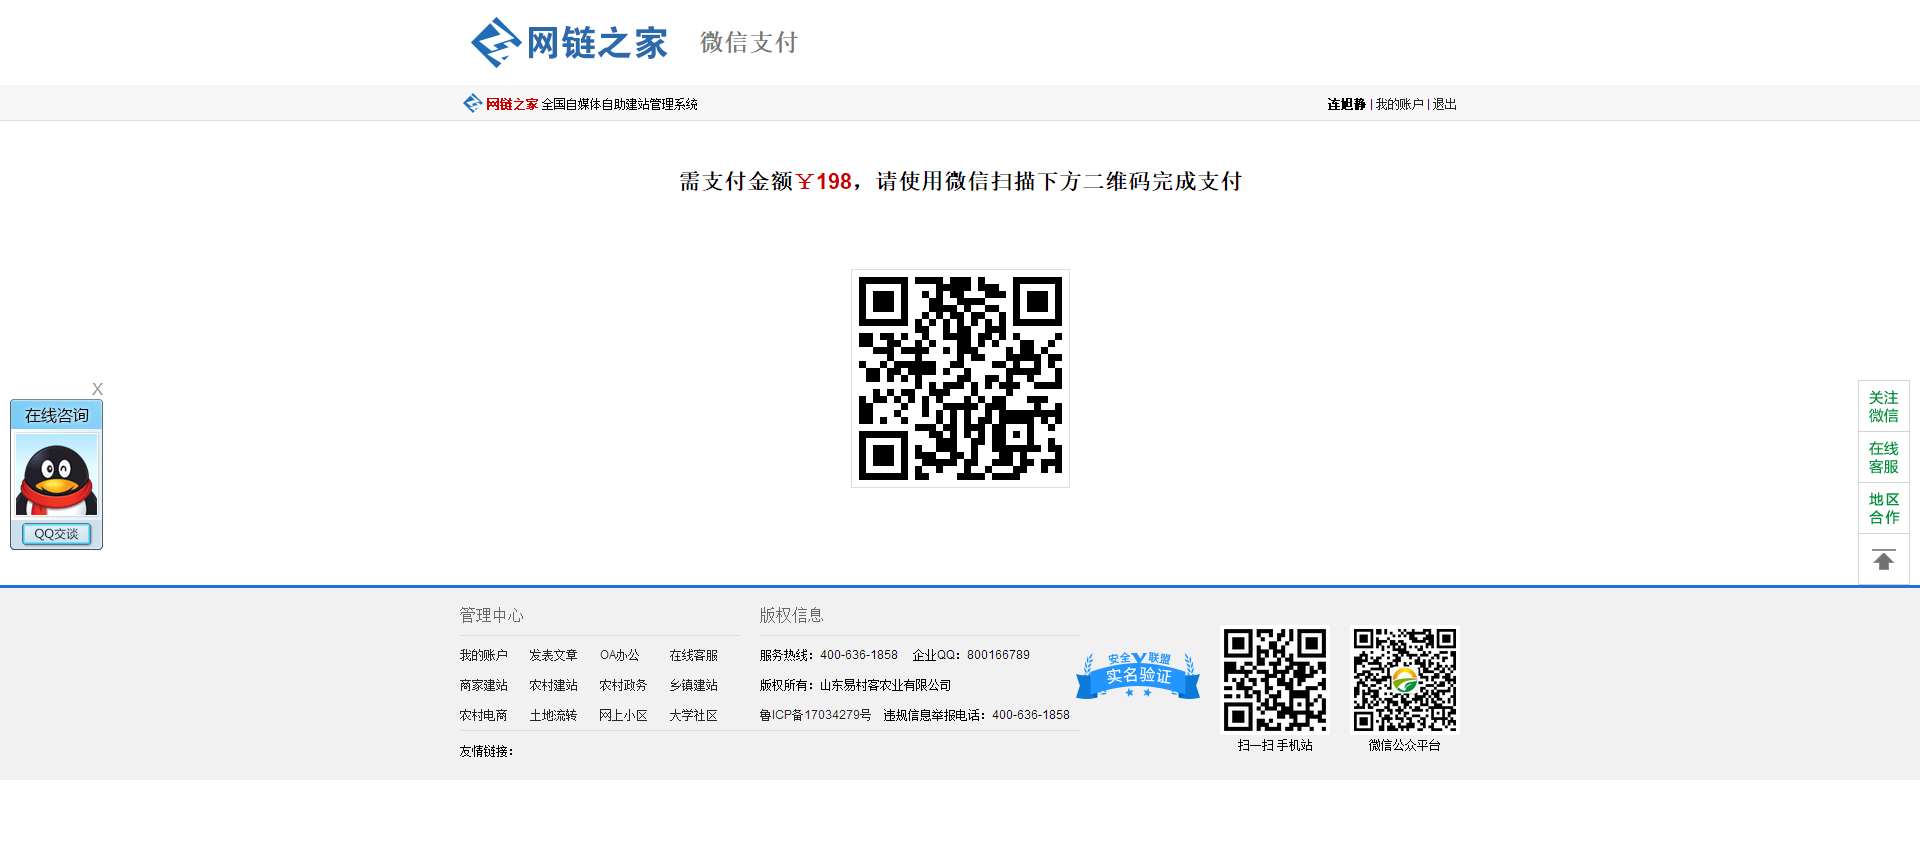 网链之家 微信支付
网链之家 全国自媒体自助建站管理系统
连旭静 | 我的账户 | 退出
需支付金额￥198，请使用微信扫描下方二维码完成支付
X
在线咨询
QQ交谈
关注
微信
在线
客服
地区
合作
管理中心
我的账户 发表文章 OA办公 在线客服
商家建站 农村建站 农村政务 乡镇建站
农村电商 土地流转 网上小区 大学社区
友情链接：
版权信息
服务热线：400-636-1858 企业QQ：800166789
版权所有：山东易村客农业有限公司
鲁ICP备17034279号 违规信息举报电话：400-636-1858
安全V联盟
实名验证
扫一扫 手机站
微信公众平台